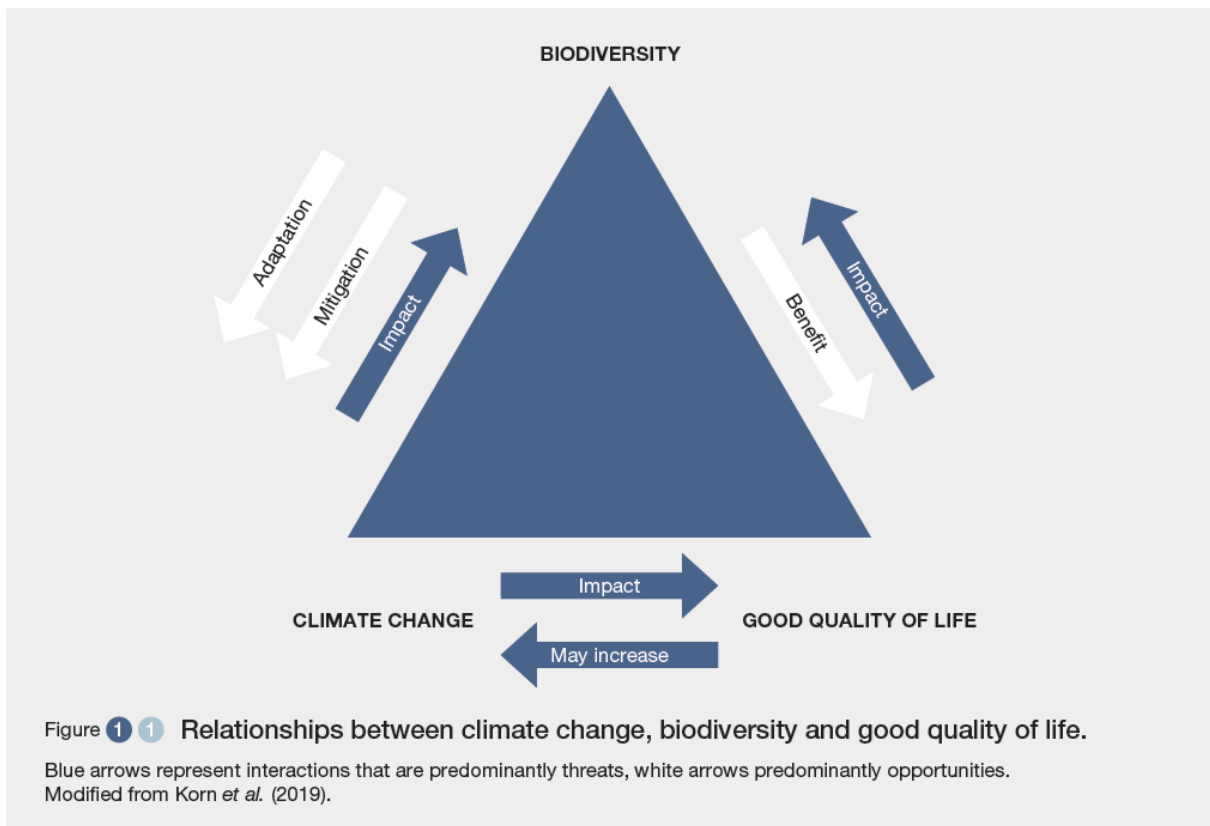 BIODIVERSITY
Adaptation
Mitigation
Impact
Benefit
Impact
Impact
CLIMATE CHANGE
GOOD QUALITY OF LIFE
May increase
Figure 1 1 Relationships between climate change, biodiversity and good quality of life.
Blue arrows represent interactions that are predominantly threats, white arrows predominantly opportunities.
Modified from Korn et al. (2019).